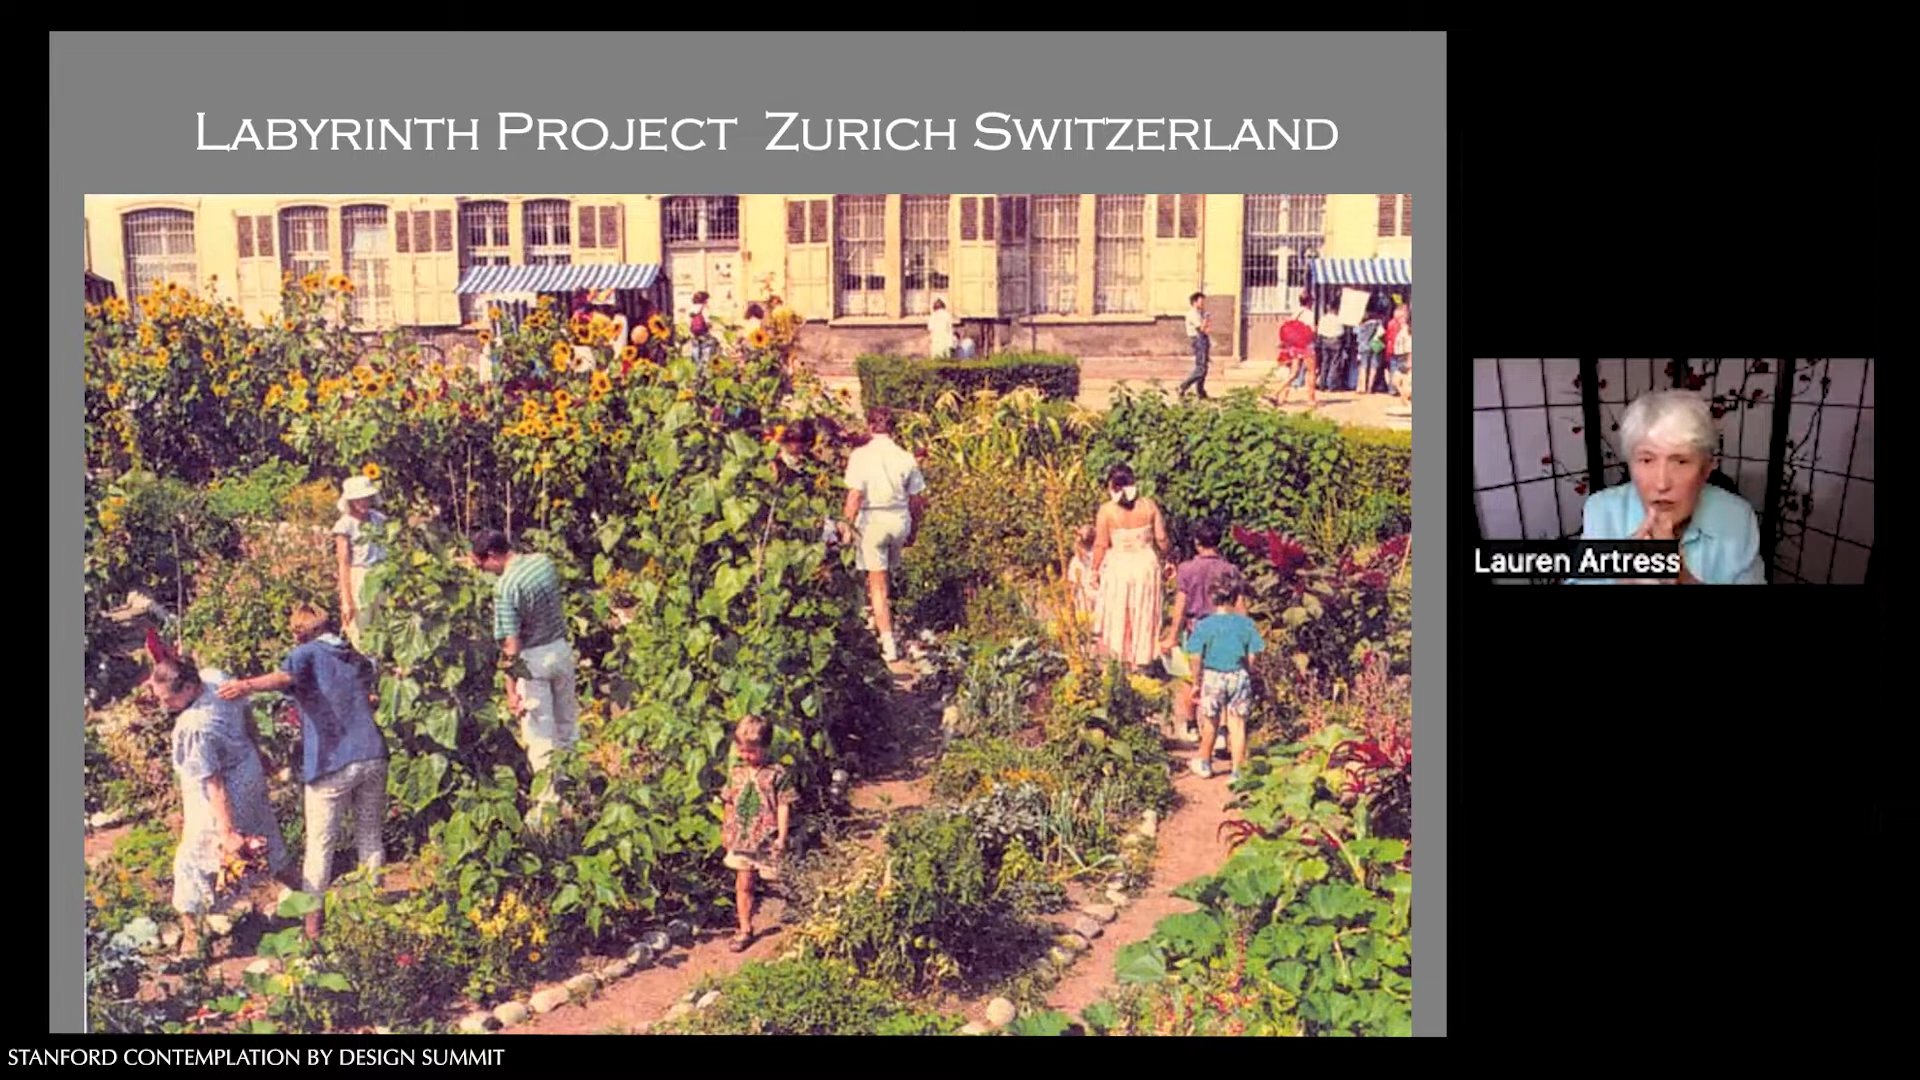 LABYRINTH PROJECT ZURICH SWITZERLAND
Lauren Artress
STANFORD CONTEMPLATION BY DESIGN SUMMIT